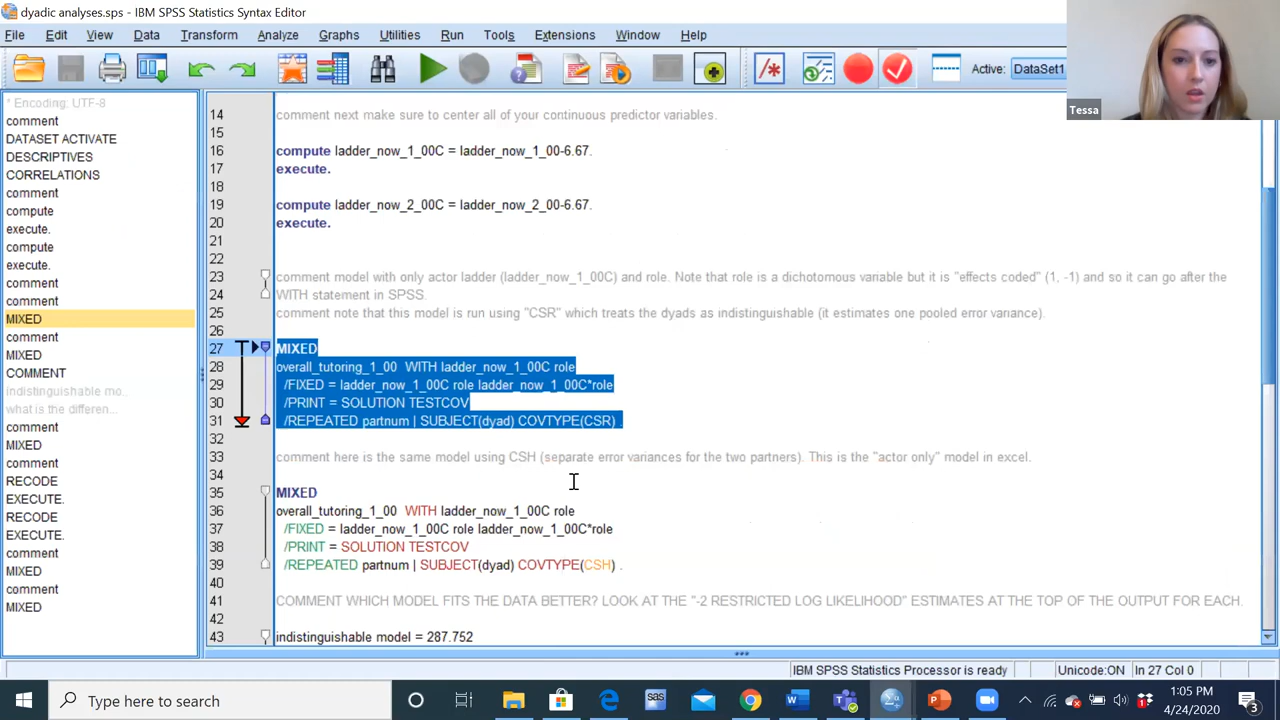 dyadic analyses.sps - IBM SPSS Statistics Syntax Editor
File Edit View Data Transform Analyze Graphs Utilities Run Tools Extensions Window Help
Active: DataSet1
Tessa
* Encoding: UTF-8
comment
DATASET ACTIVATE
DESCRIPTIVES
CORRELATIONS
comment
compute
execute.
compute
execute.
comment
comment
MIXED
comment
MIXED
COMMENT
indistinguishable mo..
what is the differen..
comment
MIXED
comment
RECODE
EXECUTE.
RECODE
EXECUTE.
comment
MIXED
comment
MIXED
14 comment next make sure to center all of your continuous predictor variables.
15
16 compute ladder_now_1_00C = ladder_now_1_00-6.67.
17 execute.
18
19 compute ladder_now_2_00C = ladder_now_2_00-6.67.
20 execute.
21
22
23 comment model with only actor ladder (ladder_now_1_00C) and role. Note that role is a dichotomous variable but it is "effects coded" (1, -1) and so it can go after the
24 WITH statement in SPSS.
25 comment note that this model is run using "CSR" which treats the dyads as indistinguishable (it estimates one pooled error variance).
26
27 MIXED
28 overall_tutoring_1_00 WITH ladder_now_1_00C role
29 /FIXED = ladder_now_1_00C role ladder_now_1_00C*role
30 /PRINT = SOLUTION TESTCOV
31 /REPEATED partnum | SUBJECT(dyad) COVTYPE(CSR) .
32
33 comment here is the same model using CSH (separate error variances for the two partners). This is the "actor only" model in excel.
34
35 MIXED
36 overall_tutoring_1_00 WITH ladder_now_1_00C role
37 /FIXED = ladder_now_1_00C role ladder_now_1_00C*role
38 /PRINT = SOLUTION TESTCOV
39 /REPEATED partnum | SUBJECT(dyad) COVTYPE(CSH) .
40
41 COMMENT WHICH MODEL FITS THE DATA BETTER? LOOK AT THE "-2 RESTRICTED LOG LIKELIHOOD" ESTIMATES AT THE TOP OF THE OUTPUT FOR EACH.
42
43 indistinguishable model = 287.752
IBM SPSS Statistics Processor is ready Unicode:ON In 27 Col 0
Type here to search
sas
1:05 PM
4/24/2020
3